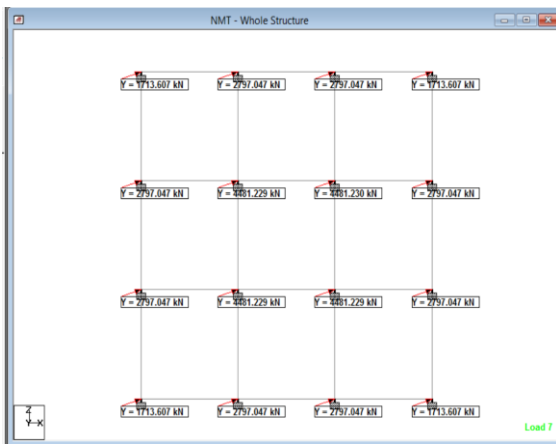 NMT - Whole Structure
Y = 1713.607 kN Y = 2797.047 kN Y = 2797.047 kN Y = 1713.607 kN
Y = 2797.047 kN Y = 4481.229 kN Y = 4481.230 kN Y = 2797.047 kN
Y = 2797.047 kN Y = 4481.229 kN Y = 4481.229 kN Y = 2797.047 kN
Y = 1713.607 kN Y = 2797.047 kN Y = 2797.047 kN Y = 1713.607 kN
Z
Y X
Load 7